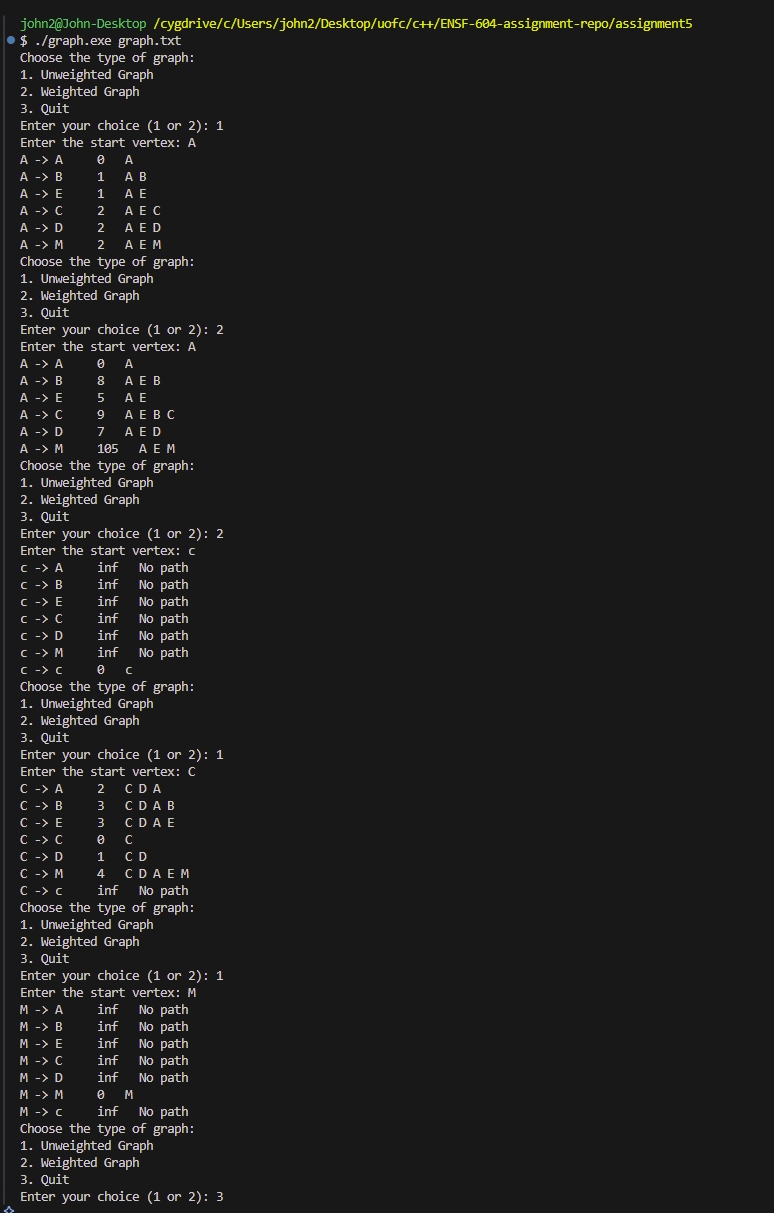 john2@John-Desktop /cygdrive/c/Users/john2/Desktop/uofc/c++/ENSF-604-assignment-repo/assignment5
$ ./graph.exe graph.txt
Choose the type of graph:
1. Unweighted Graph
2. Weighted Graph
3. Quit
Enter your choice (1 or 2): 1
Enter the start vertex: A
A -> A     0   A
A -> B     1   A B
A -> E     1   A E
A -> C     2   A E C
A -> D     2   A E D
A -> M     2   A E M
Choose the type of graph:
1. Unweighted Graph
2. Weighted Graph
3. Quit
Enter your choice (1 or 2): 2
Enter the start vertex: A
A -> A     0   A
A -> B     8   A E B
A -> E     5   A E
A -> C     9   A E B C
A -> D     7   A E D
A -> M     105   A E M
Choose the type of graph:
1. Unweighted Graph
2. Weighted Graph
3. Quit
Enter your choice (1 or 2): 2
Enter the start vertex: c
c -> A     inf   No path
c -> B     inf   No path
c -> E     inf   No path
c -> C     inf   No path
c -> D     inf   No path
c -> M     inf   No path
c -> c     0   c
Choose the type of graph:
1. Unweighted Graph
2. Weighted Graph
3. Quit
Enter your choice (1 or 2): 1
Enter the start vertex: C
C -> A     2   C D A
C -> B     3   C D A B
C -> E     3   C D A E
C -> C     0   C
C -> D     1   C D
C -> M     4   C D A E M
C -> c     inf   No path
Choose the type of graph:
1. Unweighted Graph
2. Weighted Graph
3. Quit
Enter your choice (1 or 2): 1
Enter the start vertex: M
M -> A     inf   No path
M -> B     inf   No path
M -> E     inf   No path
M -> C     inf   No path
M -> D     inf   No path
M -> M     0   M
M -> c     inf   No path
Choose the type of graph:
1. Unweighted Graph
2. Weighted Graph
3. Quit
Enter your choice (1 or 2): 3